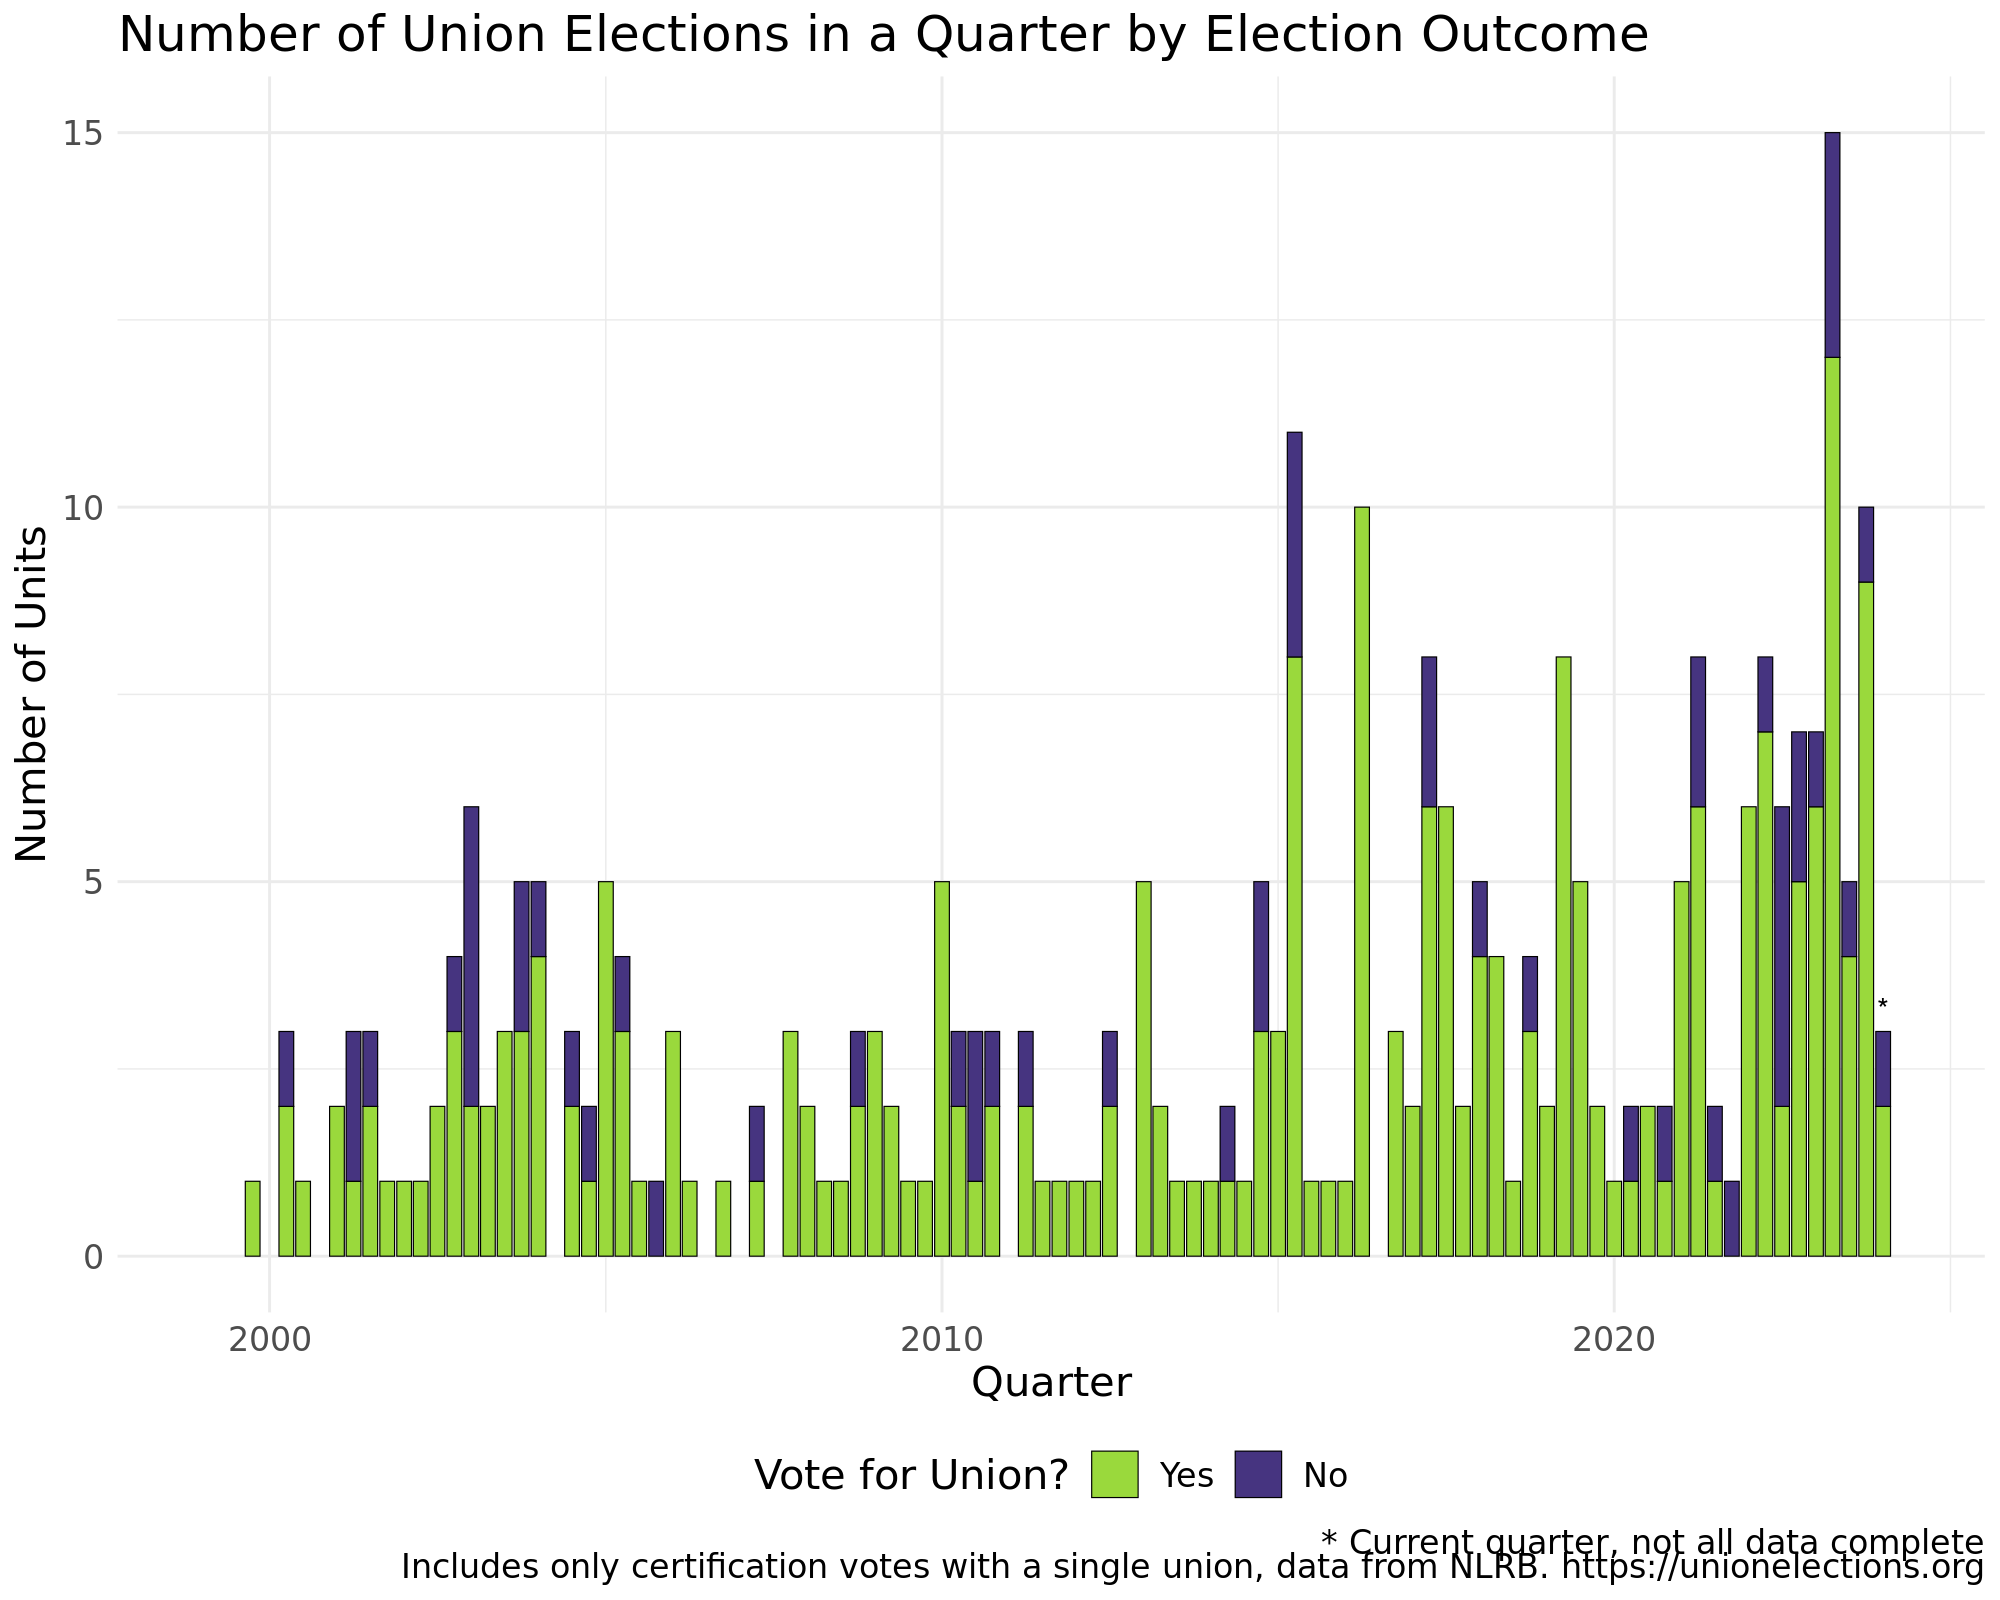 Number of Union Elections in a Quarter by Election Outcome
15
10
5
0
Number of Units
2000 2010 2020
Quarter
*
Vote for Union? Yes No
* Current quarter, not all data complete
Includes only certification votes with a single union, data from NLRB. https://unionelections.org